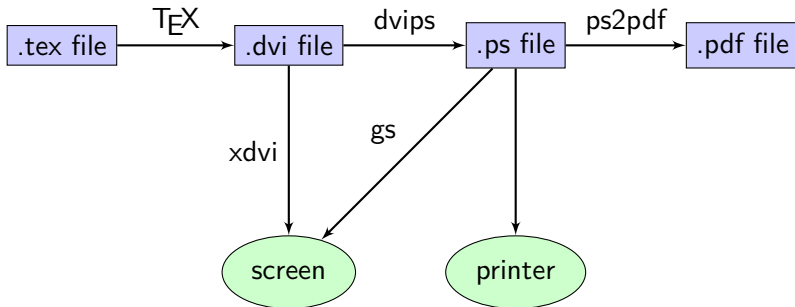 TEX
dvips
ps2pdf
.tex file
.dvi file
.ps file
.pdf file
xdvi
gs
screen
printer